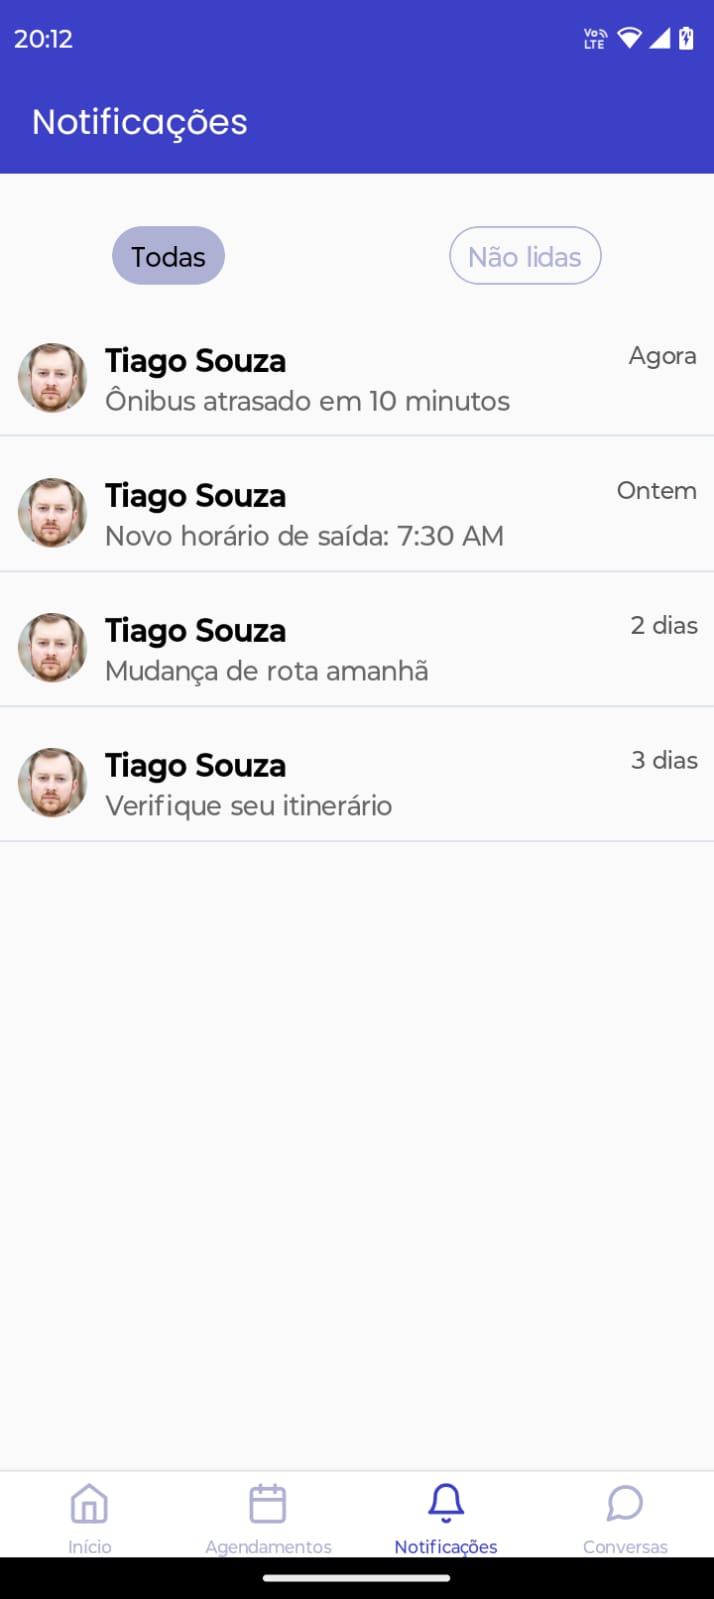 20:12
Vo
LTE
Notificações
Todas
Não lidas
Tiago Souza
Agora
Ônibus atrasado em 10 minutos
Tiago Souza
Ontem
Novo horário de saída: 7:30 AM
Tiago Souza
2 dias
Mudança de rota amanhã
Tiago Souza
3 dias
Verifique seu itinerário
Início
Agendamentos
Notificações
Conversas